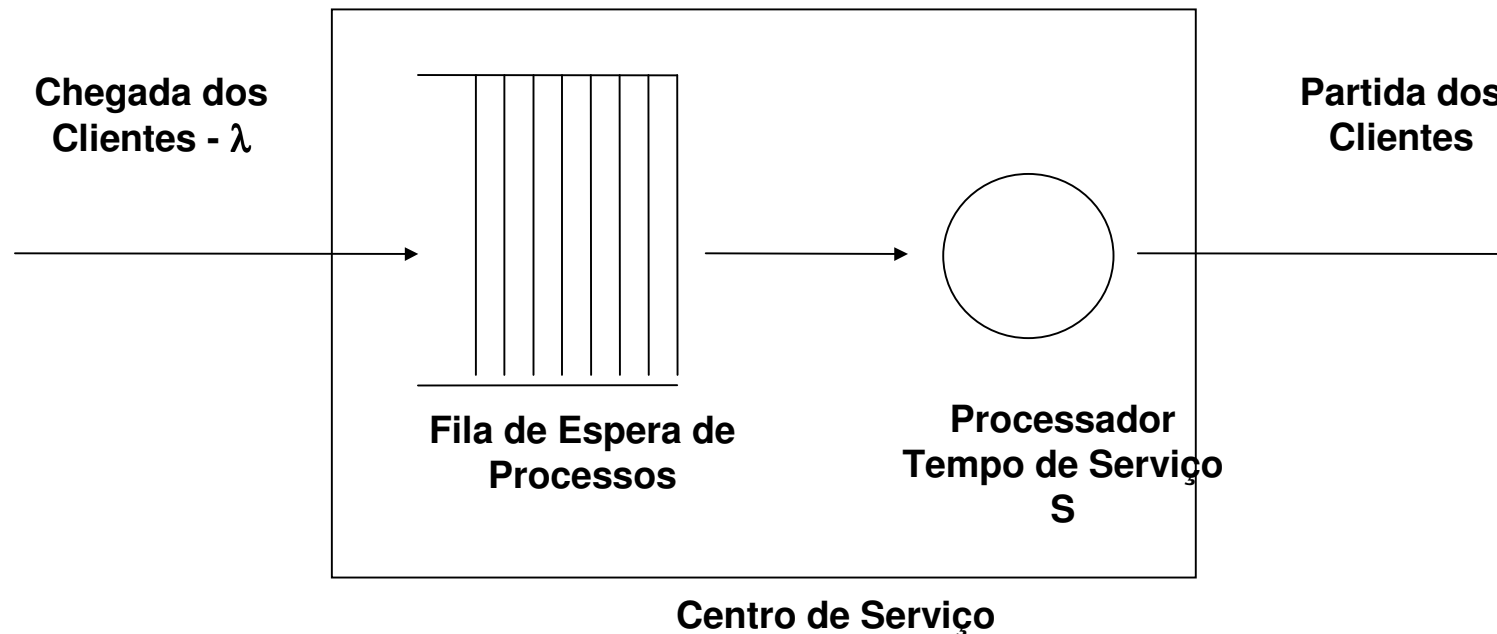 Chegada dos
Clientes - λ
Partida dos
Clientes
Fila de Espera de
Processos
Processador
Tempo de Serviço
S
Centro de Serviço